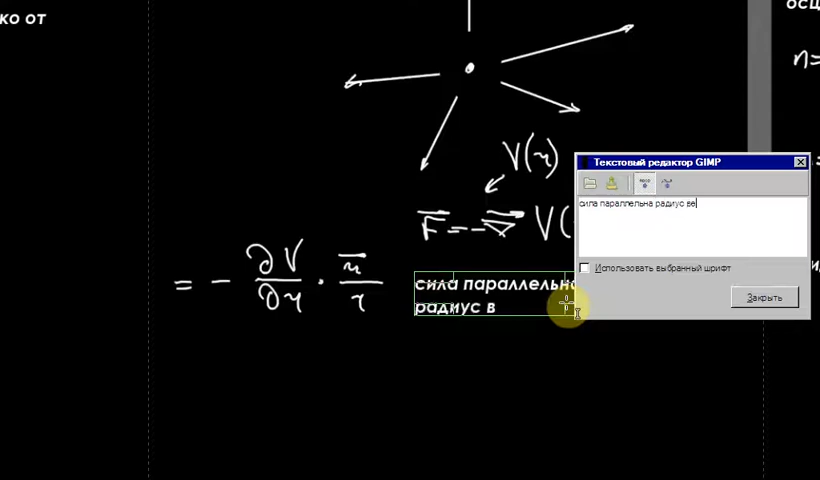 ко от
осц
n=
V(r)
F = -∇ V(
= - ∂V/∂r · r/r
сила параллельна
радиус в
Текстовый редактор GIMP
сила параллельна радиус ве
Использовать выбранный шрифт
Закрыть